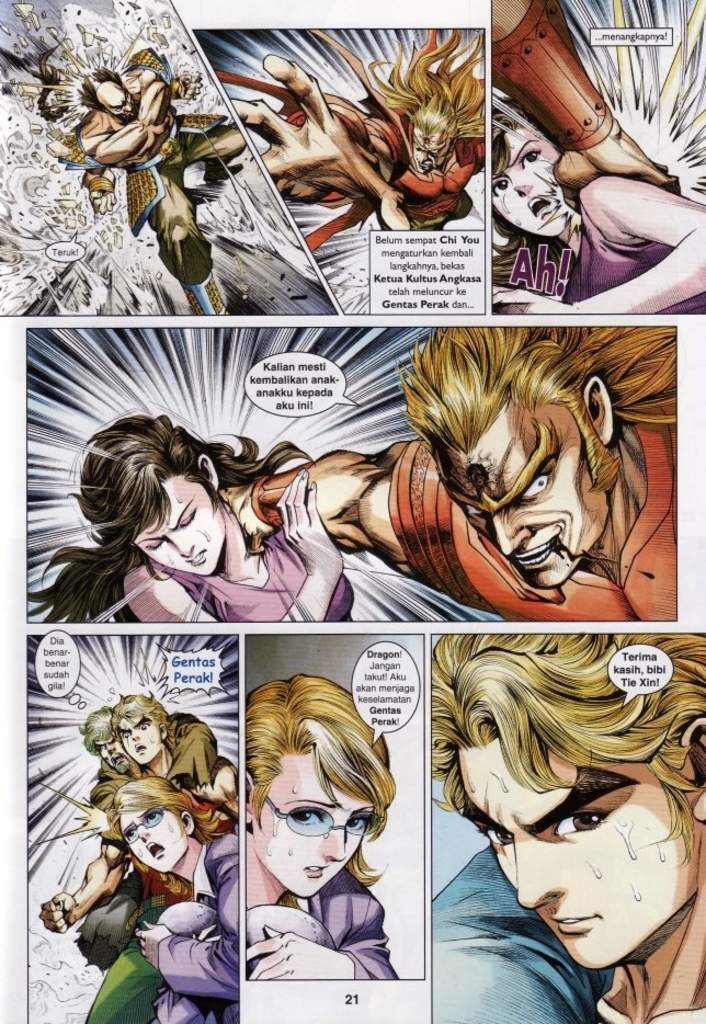 Teruk!
Belum sempat Chi You
mengaturkan kembali
langkahnya, bekas
Ketua Kultus Angkasa
telah meluncur ke
Gentas Perak dan...
...menangkapnya!
Ah!
Kalian mesti
kembalikan anak-
anakku kepada
aku ini!
Dia
benar-
benar
sudah
gila!
Gentas
Perak!
Dragon!
Jangan
takut! Aku
akan menjaga
keselamatan
Gentas
Perak!
Terima
kasih, bibi
Tie Xin!
21